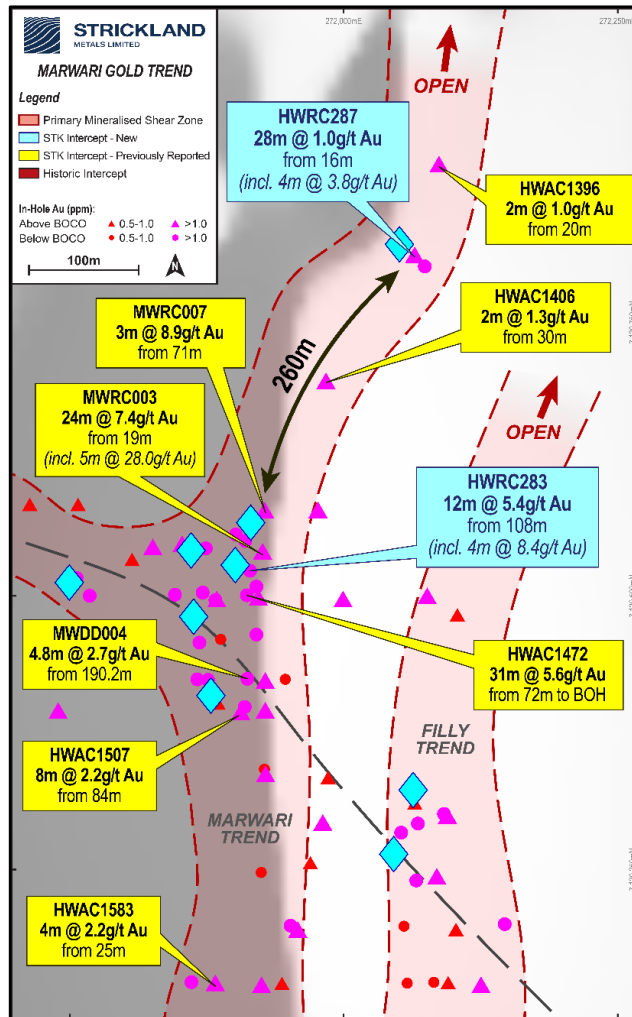 STRICKLAND
METALS LIMITED
MARWARI GOLD TREND
Legend
Primary Mineralised Shear Zone
STK Intercept - New
STK Intercept - Previously Reported
Historic Intercept
In-Hole Au (ppm):
Above BOCO 0.5-1.0 >1.0
Below BOCO 0.5-1.0 >1.0
100m
N
272,000mE
272,250mE
OPEN
HWRC287
28m @ 1.0g/t Au
from 16m
(incl. 4m @ 3.8g/t Au)
HWAC1396
2m @ 1.0g/t Au
from 20m
MWRC007
3m @ 8.9g/t Au
from 71m
260m
HWAC1406
2m @ 1.3g/t Au
from 30m
MWRC003
24m @ 7.4g/t Au
from 19m
(incl. 5m @ 28.0g/t Au)
OPEN
HWRC283
12m @ 5.4g/t Au
from 108m
(incl. 4m @ 8.4g/t Au)
MWDD004
4.8m @ 2.7g/t Au
from 190.2m
HWAC1472
31m @ 5.6g/t Au
from 72m to BOH
HWAC1507
8m @ 2.2g/t Au
from 84m
FILLY
TREND
MARWARI
TREND
HWAC1583
4m @ 2.2g/t Au
from 25m